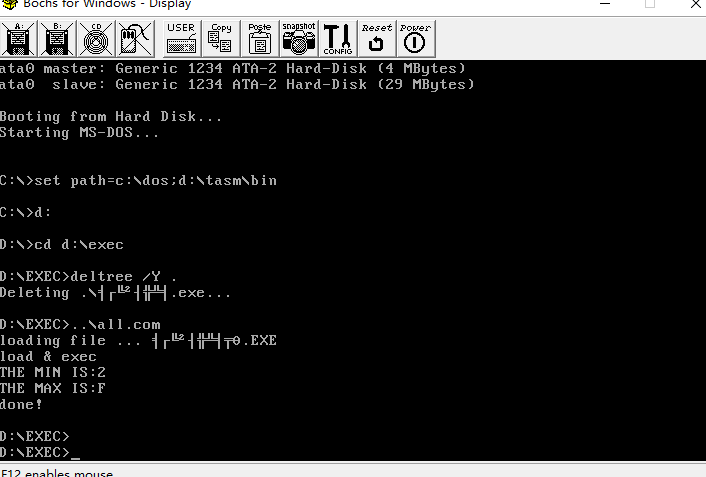 Bochs for Windows - Display
A: B: CD USER Copy Paste snapshot CONFIG Reset Power
ata0 master: Generic 1234 ATA-2 Hard-Disk (4 MBytes)
ata0  slave: Generic 1234 ATA-2 Hard-Disk (29 MBytes)
Booting from Hard Disk...
Starting MS-DOS...
C:\>set path=c:\dos;d:\tasm\bin
C:\>d:
D:\>cd d:\exec
D:\EXEC>deltree /Y .
Deleting .\.exe...
D:\EXEC>..\all.com
loading file ... 0.EXE
load & exec
THE MIN IS:2
THE MAX IS:F
done!
D:\EXEC>
D:\EXEC>_
F12 enables mouse